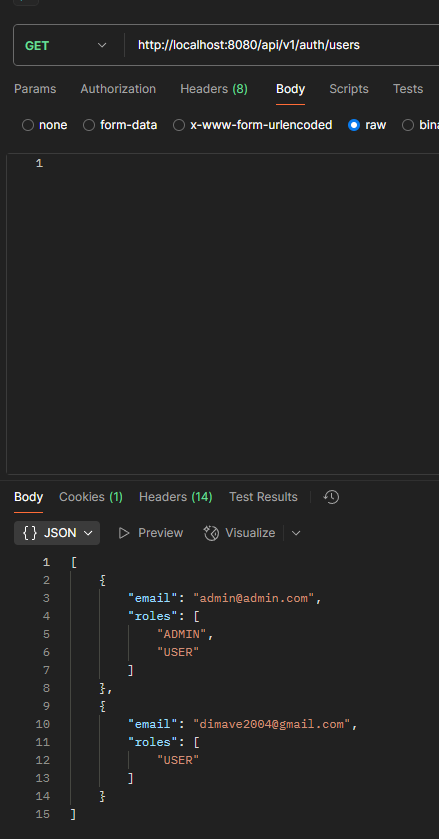 GET http://localhost:8080/api/v1/auth/users
Params Authorization Headers (8) Body Scripts Tests
none form-data x-www-form-urlencoded raw
1
Body Cookies (1) Headers (14) Test Results
{} JSON Preview Visualize
1 [
2 {
3 "email": "admin@admin.com",
4 "roles": [
5 "ADMIN",
6 "USER"
7 ]
8 },
9 {
10 "email": "dimave2004@gmail.com",
11 "roles": [
12 "USER"
13 ]
14 }
15 ]